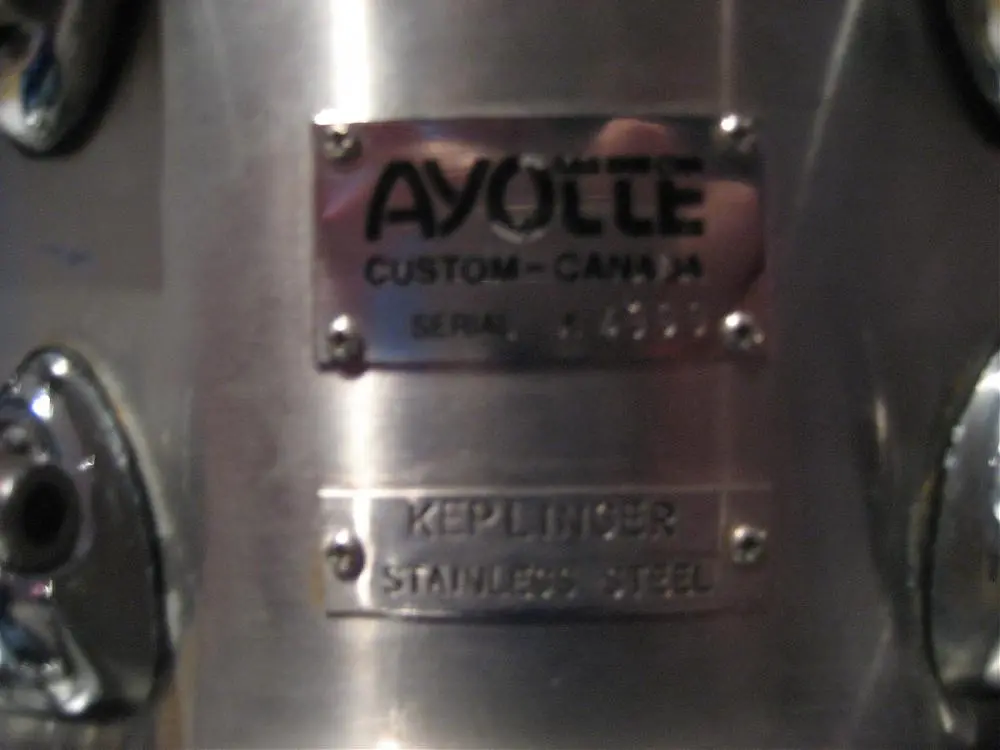 AYOTTE
CUSTOM - CANADA
SERIAL
KEPLINGER
STAINLESS STEEL